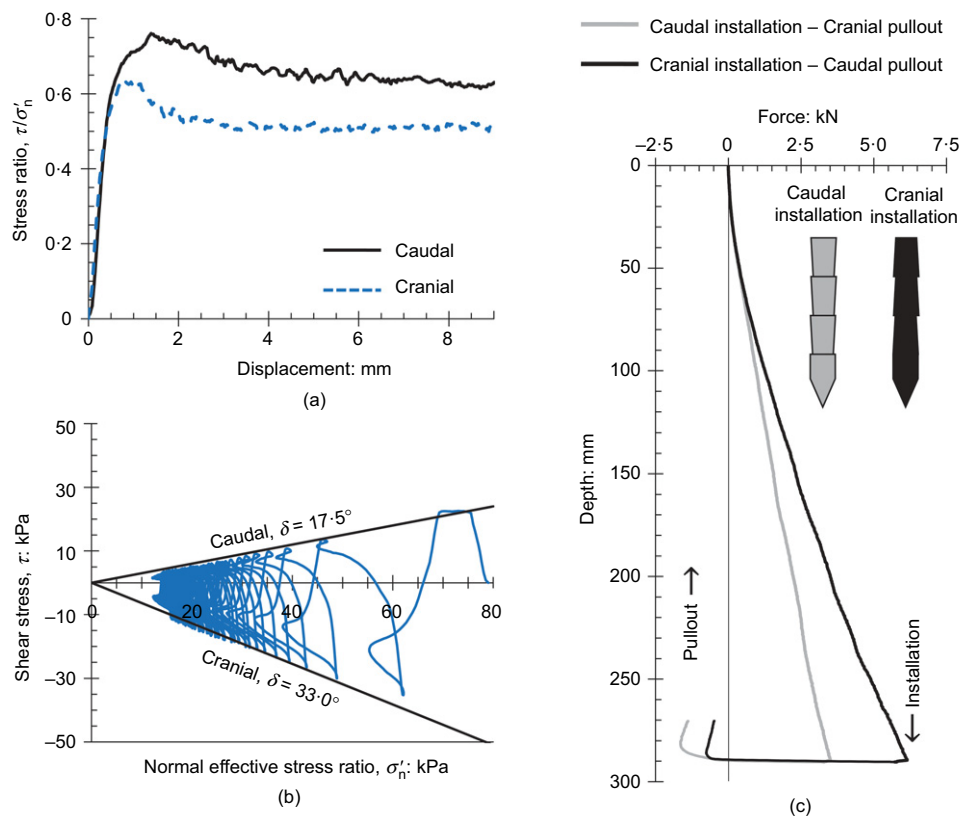 0·8
0·6
0·4
0·2
0
Stress ratio, τ/σ′n
Caudal
Cranial
0 2 4 6 8
Displacement: mm
(a)
50
30
10
–10
–30
–50
Shear stress, τ: kPa
Caudal, δ = 17·5°
0 20 40 60 80
Cranial, δ = 33·0°
Normal effective stress ratio, σ′n: kPa
(b)
Caudal installation – Cranial pullout
Cranial installation – Caudal pullout
Force: kN
–2·5 0 2·5 5·0 7·5
0
50
100
150
200
250
300
Depth: mm
Caudal
installation
Cranial
installation
Pullout
Installation
(c)